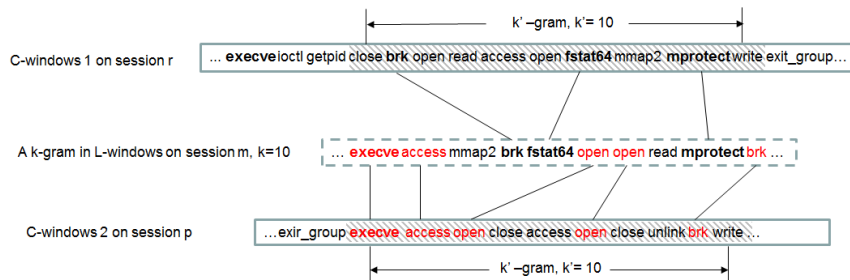 k' –gram, k'= 10
C-windows 1 on session r
... execve ioctl getpid close brk open read access open fstat64 mmap2 mprotect write exit_group...
A k-gram in L-windows on session m, k=10
... execve access mmap2 brk fstat64 open open read mprotect brk ...
C-windows 2 on session p
...exir_group execve access open close access open close unlink brk write ...
k' –gram, k'= 10